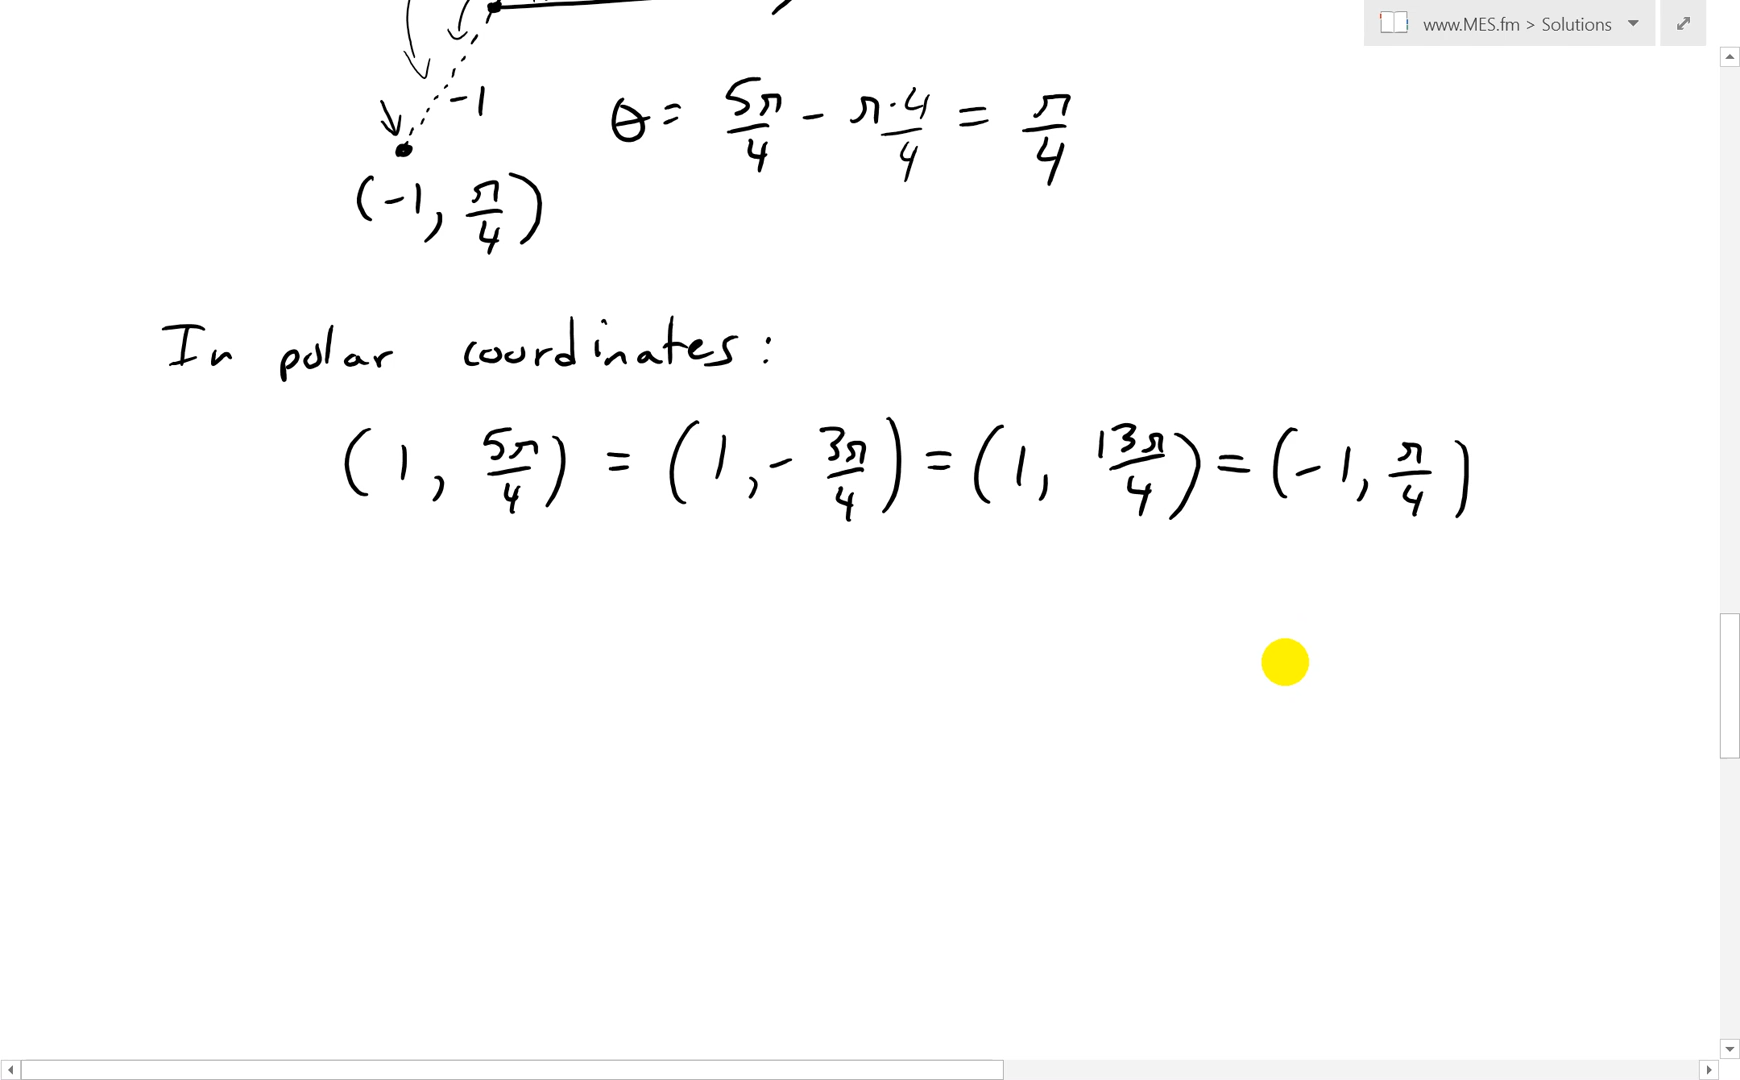 www.MES.fm > Solutions
-1
θ = 5π/4 - π·4/4 = π/4
(-1, π/4)
In polar coordinates:
(1, 5π/4) = (1, - 3π/4) = (1, 13π/4) = (-1, π/4)